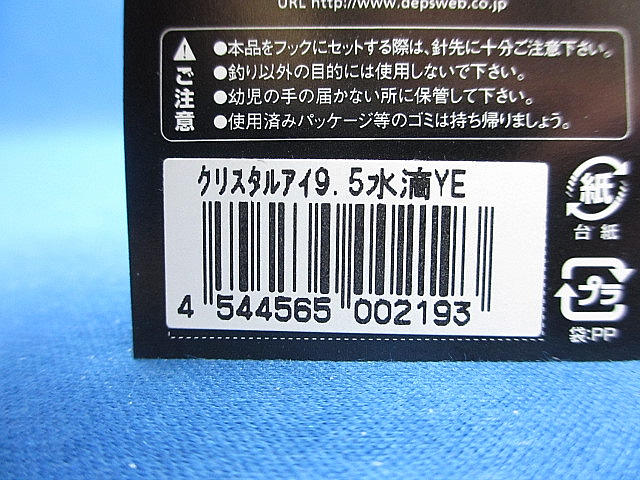 URL http://www.depsweb.co.jp
ご注意
●本品をフックにセットする際は、針先に十分ご注意下さい。
●釣り以外の目的には使用しないで下さい。
●幼児の手の届かない所に保管して下さい。
●使用済みパッケージ等のゴミは持ち帰りましょう。
クリスタルアイ9.5水滴YE
4 544565 002193
紙
台紙
プラ
袋:PP